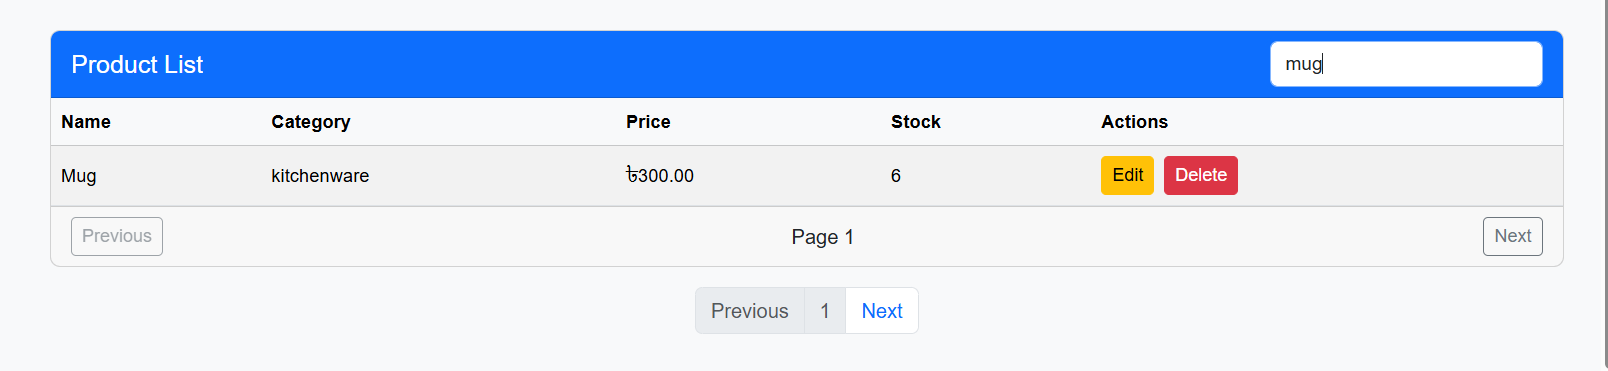 Product List mug
Name Category Price Stock Actions
Mug kitchenware ৳300.00 6 Edit Delete
Previous Page 1 Next
Previous 1 Next